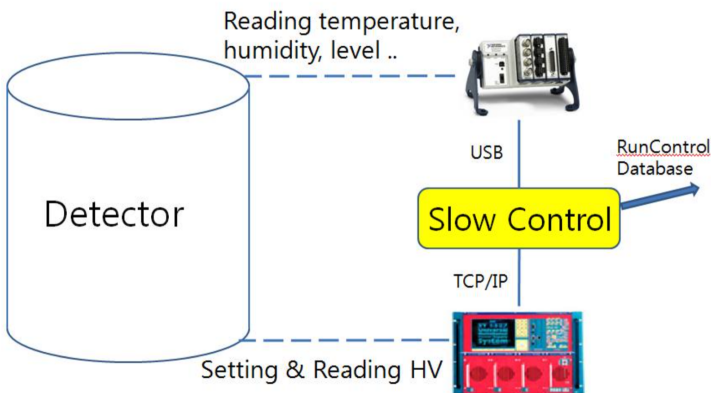 Reading temperature,
humidity, level ..
USB
RunControl
Database
Detector
Slow Control
TCP/IP
Setting & Reading HV